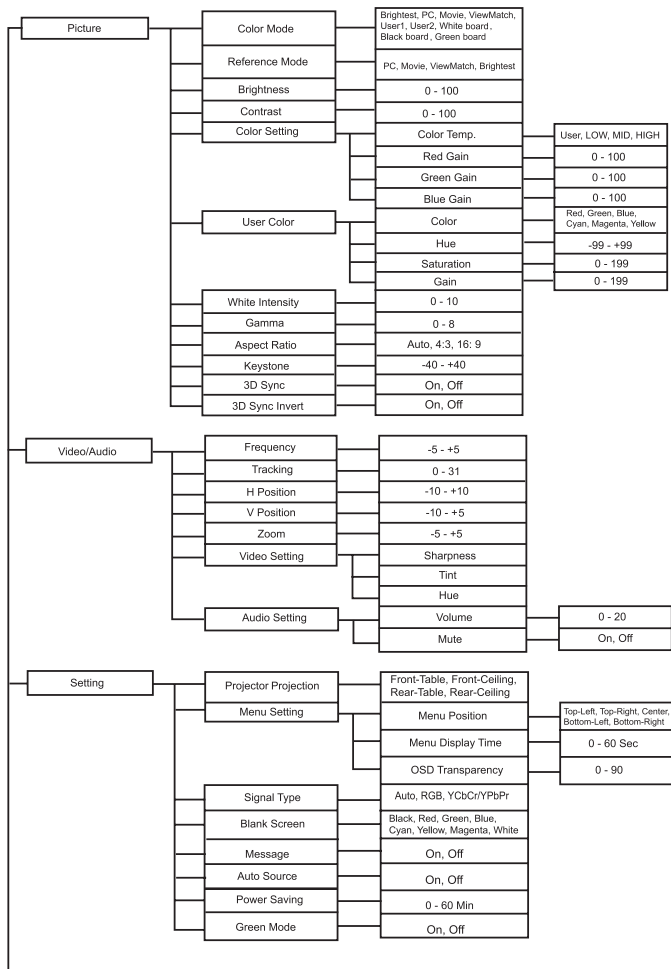 Picture
Color Mode
Brightest, PC, Movie, ViewMatch,
User1, User2, White board,
Black board, Green board
Reference Mode
PC, Movie, ViewMatch, Brightest
Brightness
0 - 100
Contrast
0 - 100
Color Setting
Color Temp.
User, LOW, MID, HIGH
Red Gain
0 - 100
Green Gain
0 - 100
Blue Gain
0 - 100
User Color
Color
Red, Green, Blue,
Cyan, Magenta, Yellow
Hue
-99 - +99
Saturation
0 - 199
Gain
0 - 199
White Intensity
0 - 10
Gamma
0 - 8
Aspect Ratio
Auto, 4:3, 16: 9
Keystone
-40 - +40
3D Sync
On, Off
3D Sync Invert
On, Off
Video/Audio
Frequency
-5 - +5
Tracking
0 - 31
H Position
-10 - +10
V Position
-10 - +5
Zoom
-5 - +5
Video Setting
Sharpness
Tint
Hue
Audio Setting
Volume
0 - 20
Mute
On, Off
Setting
Projector Projection
Front-Table, Front-Ceiling,
Rear-Table, Rear-Ceiling
Menu Setting
Menu Position
Top-Left, Top-Right, Center,
Bottom-Left, Bottom-Right
Menu Display Time
0 - 60 Sec
OSD Transparency
0 - 90
Signal Type
Auto, RGB, YCbCr/YPbPr
Blank Screen
Black, Red, Green, Blue,
Cyan, Yellow, Magenta, White
Message
On, Off
Auto Source
On, Off
Power Saving
0 - 60 Min
Green Mode
On, Off